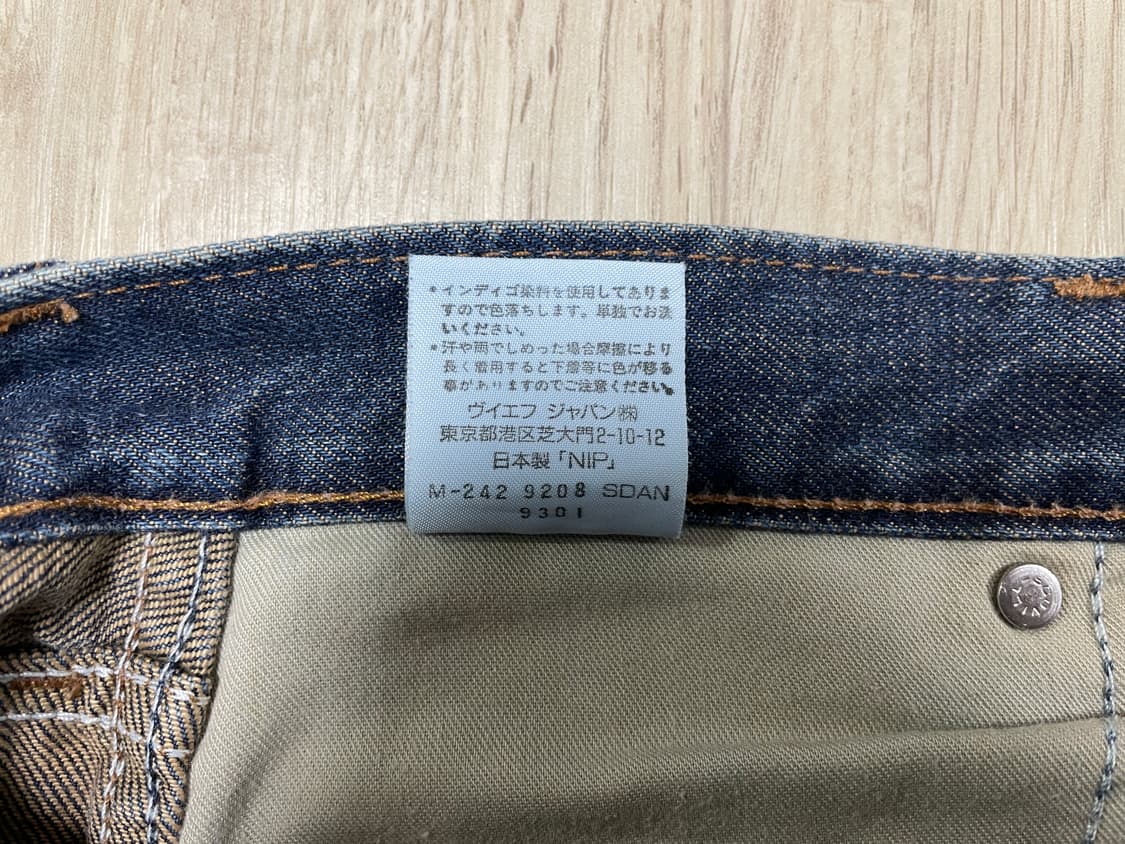 •インディゴ染料を使用してありま
すので色落ちします。単独でお洗
いください。
•汗や雨でしめった場合摩擦により
長く着用すると下着等に色が移る
事がありますのでご注意ください。
ヴイエフ ジャパン㈱
東京都港区芝大門2-10-12
日本製「NIP」
M-242 9208 SDAN
9301